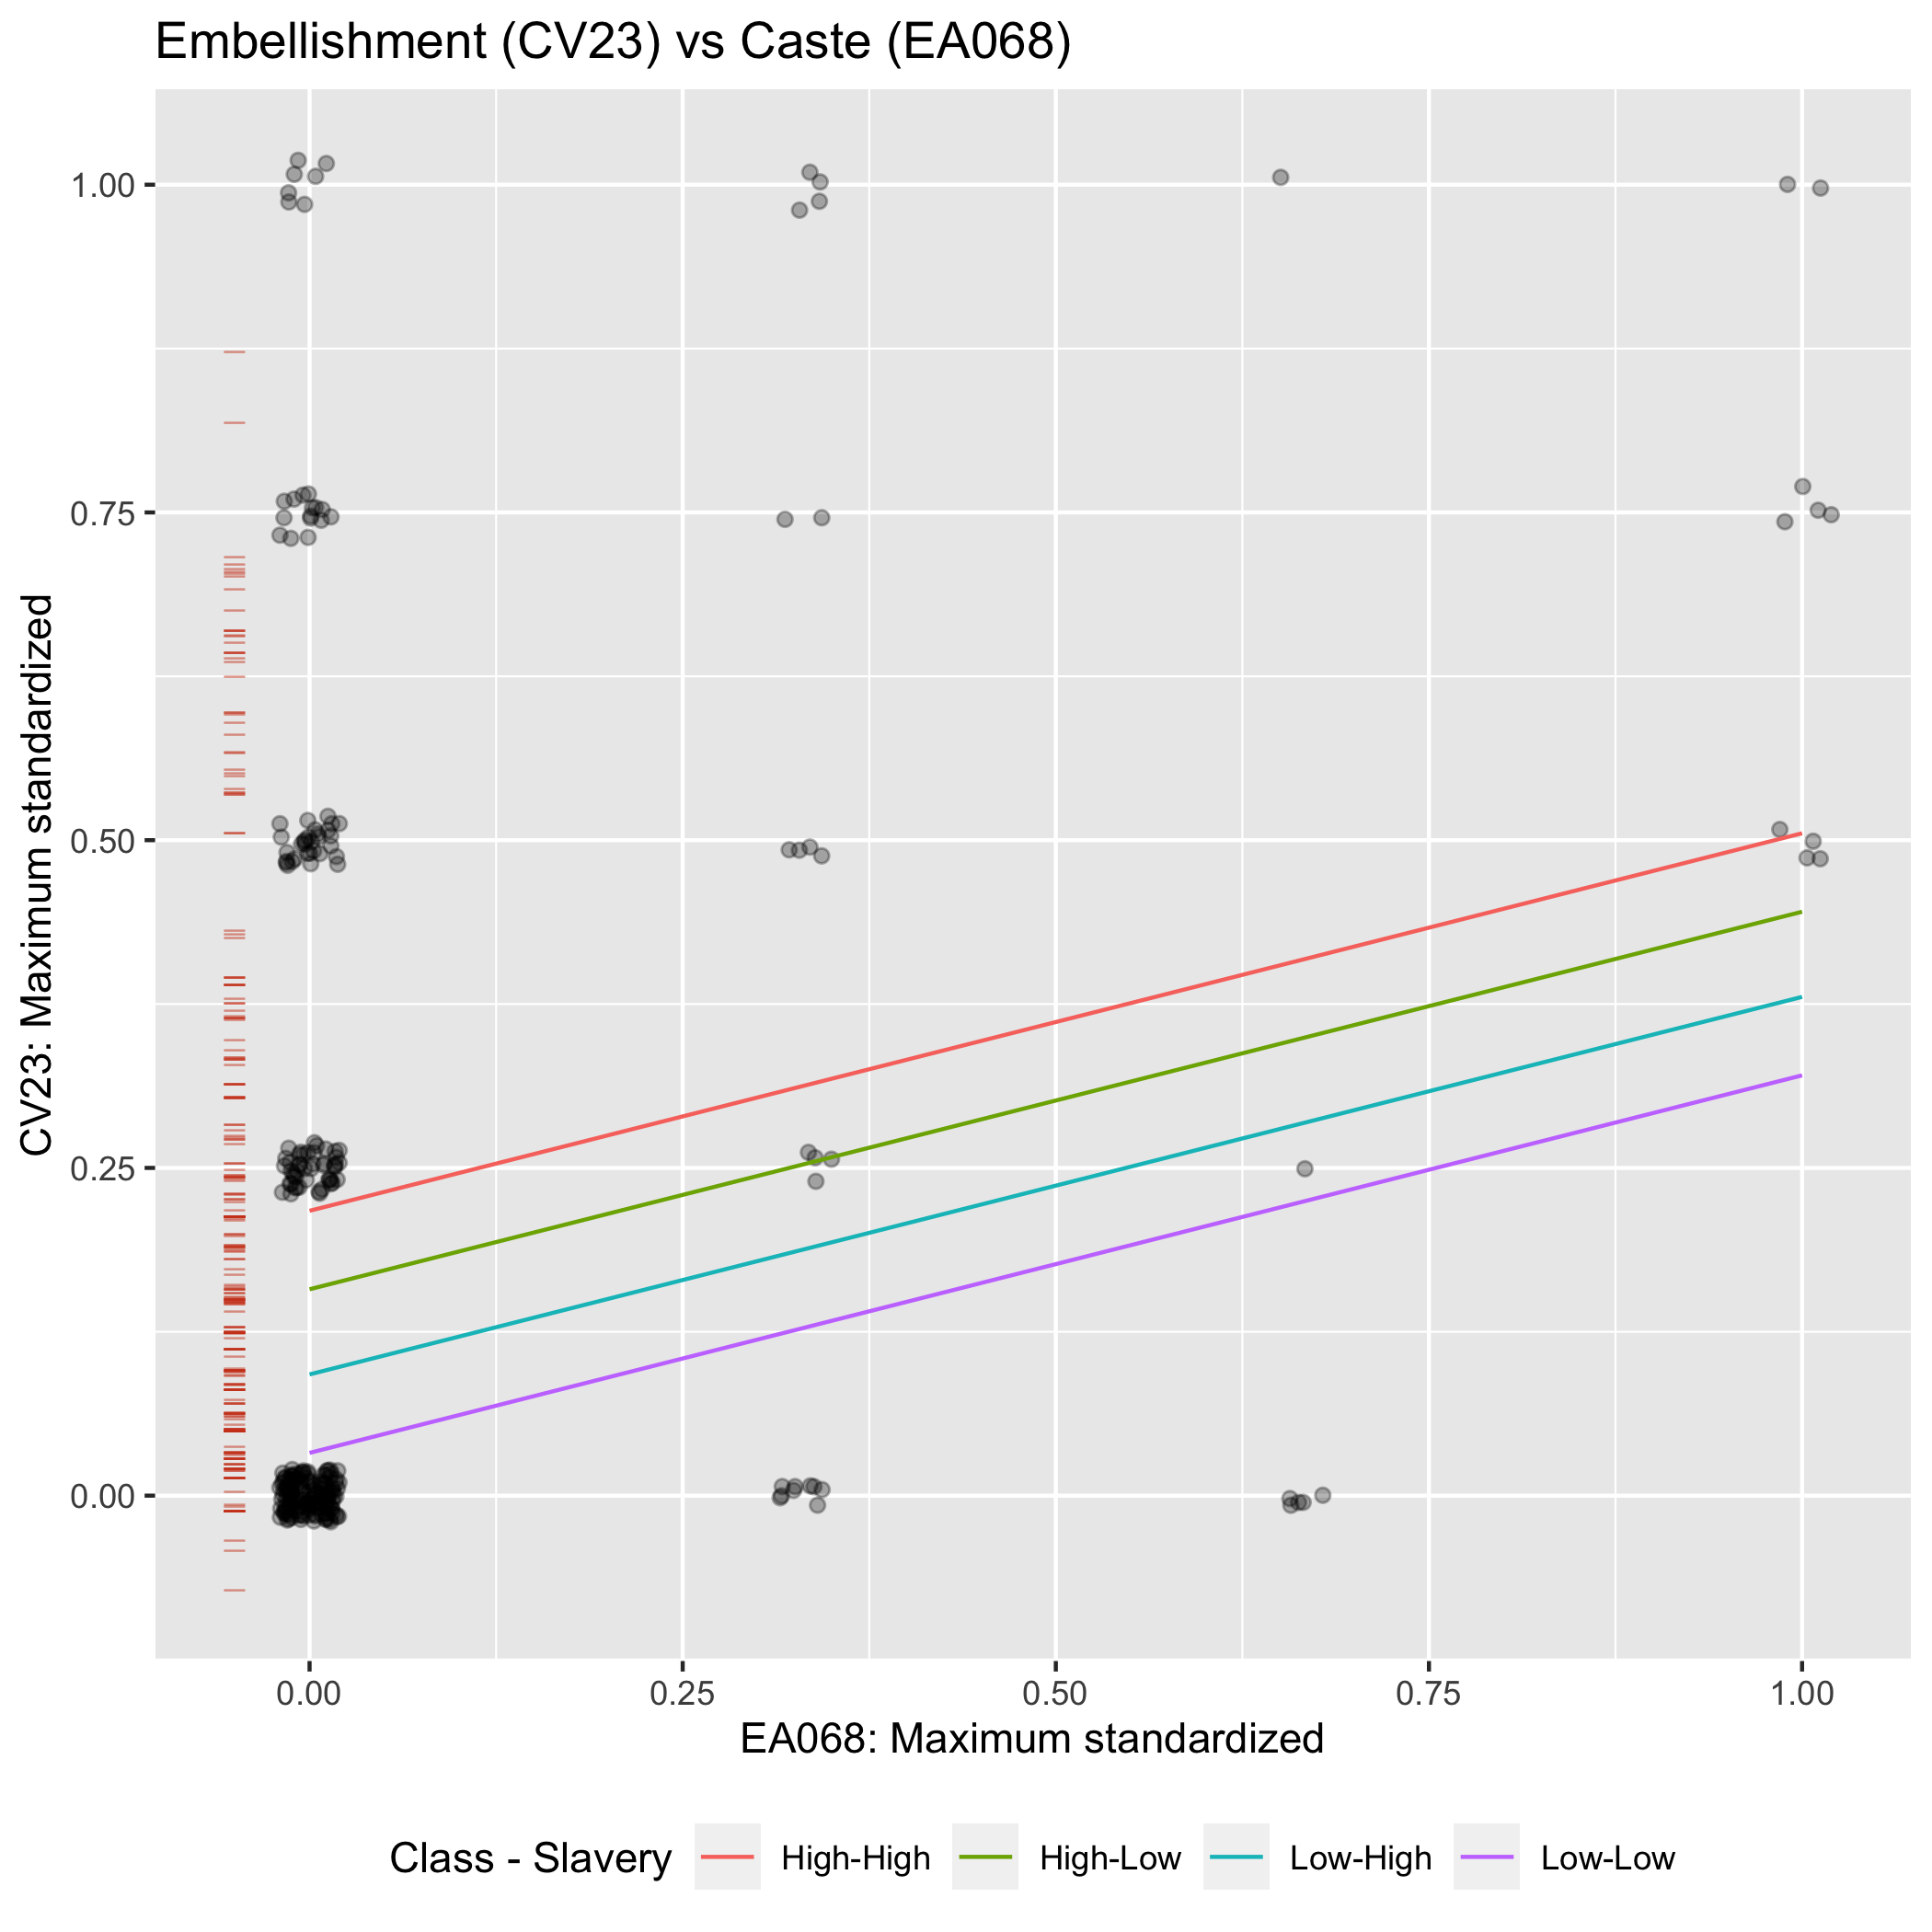 Embellishment (CV23) vs Caste (EA068)
CV23: Maximum standardized
1.00
0.75
0.50
0.25
0.00
0.00 0.25 0.50 0.75 1.00
EA068: Maximum standardized
Class - Slavery High-High High-Low Low-High Low-Low